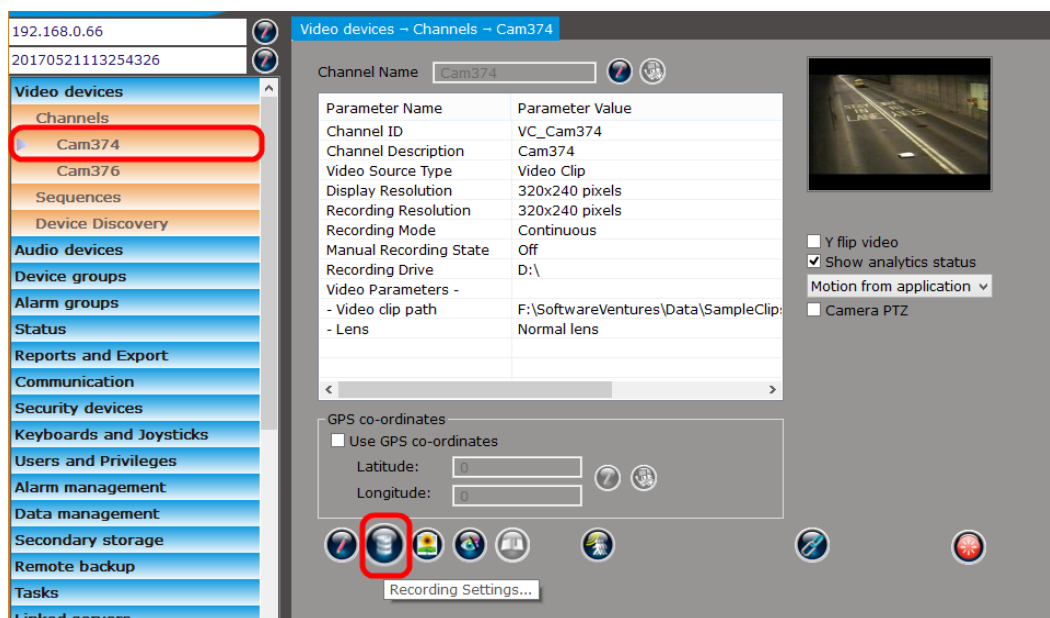 192.168.0.66
20170521113254326
Video devices
Channels
Cam374
Cam376
Sequences
Device Discovery
Audio devices
Device groups
Alarm groups
Status
Reports and Export
Communication
Security devices
Keyboards and Joysticks
Users and Privileges
Alarm management
Data management
Secondary storage
Remote backup
Tasks
Linked servers
Video devices → Channels → Cam374
Channel Name Cam374
Parameter Name Parameter Value
Channel ID VC_Cam374
Channel Description Cam374
Video Source Type Video Clip
Display Resolution 320x240 pixels
Recording Resolution 320x240 pixels
Recording Mode Continuous
Manual Recording State Off
Recording Drive D:\
Video Parameters -
- Video clip path F:\SoftwareVentures\Data\SampleClip
- Lens Normal lens
GPS co-ordinates
Use GPS co-ordinates
Latitude: 0
Longitude: 0
Recording Settings...
STAY
LANE
Y flip video
Show analytics status
Motion from application
Camera PTZ